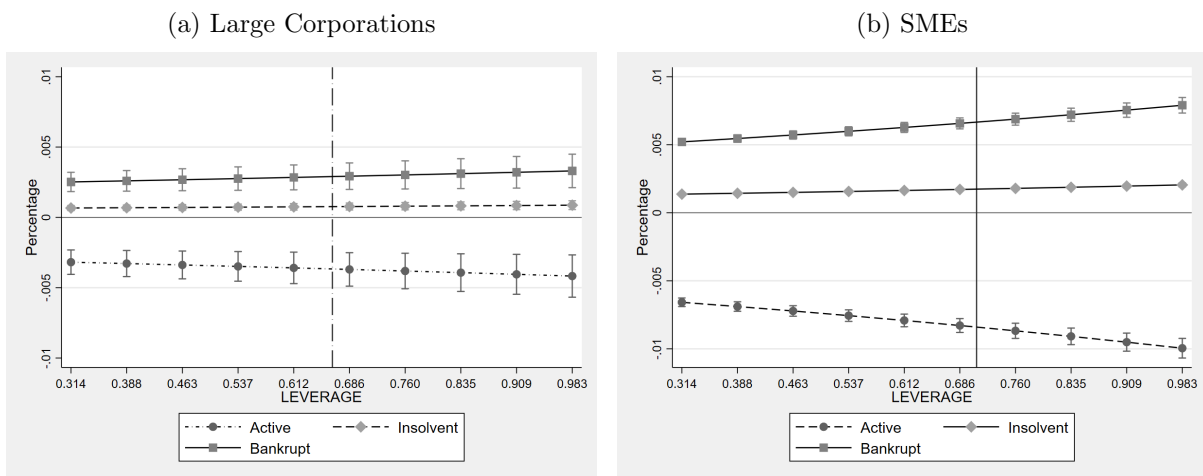 (a) Large Corporations
Percentage
.01
.005
0
-.005
-.01
0.314 0.388 0.463 0.537 0.612 0.686 0.760 0.835 0.909 0.983
LEVERAGE
Active Insolvent
Bankrupt
(b) SMEs
Percentage
.01
.005
0
-.005
-.01
0.314 0.388 0.463 0.537 0.612 0.686 0.760 0.835 0.909 0.983
LEVERAGE
Active Insolvent
Bankrupt